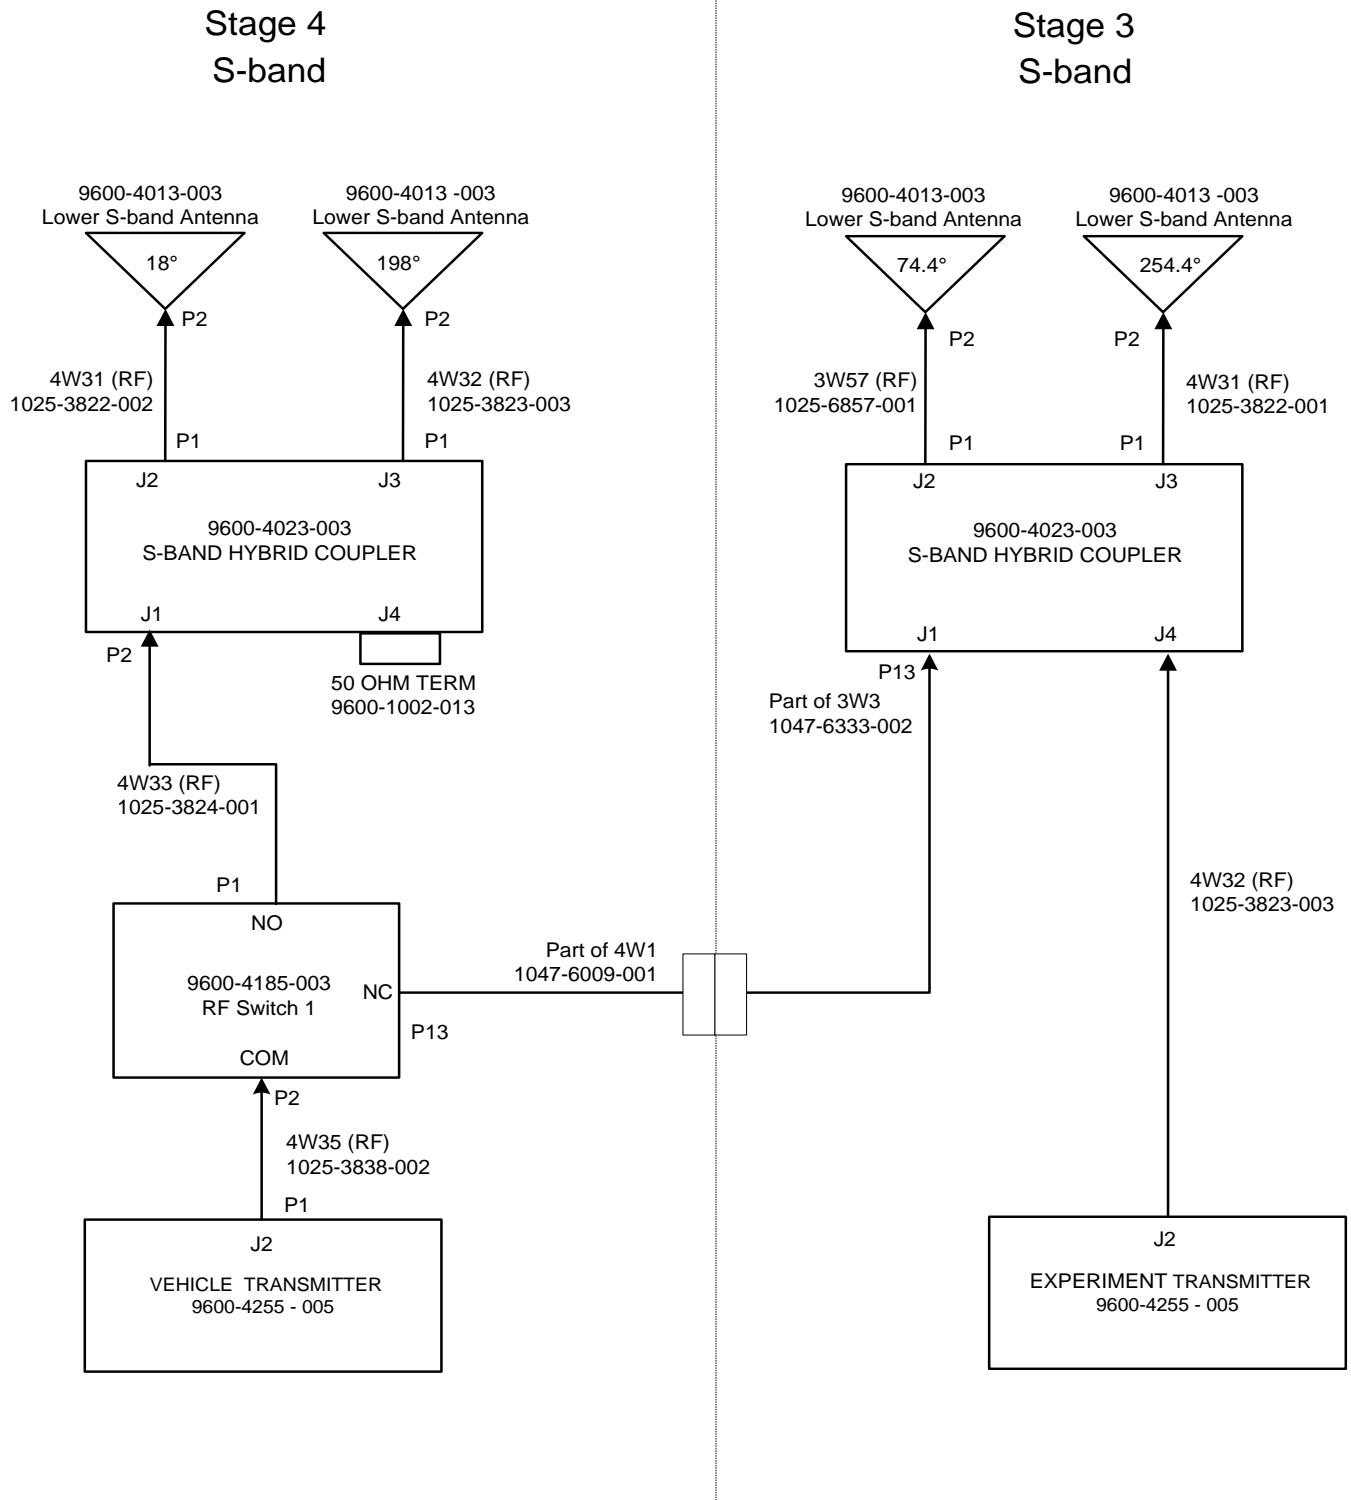 Stage 4
S-band
9600-4013-003
Lower S-band Antenna
9600-4013 -003
Lower S-band Antenna
18°
198°
P2
P2
4W31 (RF)
1025-3822-002
4W32 (RF)
1025-3823-003
P1
P1
J2
J3
9600-4023-003
S-BAND HYBRID COUPLER
J1
J4
P2
50 OHM TERM
9600-1002-013
4W33 (RF)
1025-3824-001
P1
NO
9600-4185-003
RF Switch 1
NC
COM
P13
Part of 4W1
1047-6009-001
P2
4W35 (RF)
1025-3838-002
P1
J2
VEHICLE TRANSMITTER
9600-4255 - 005
Stage 3
S-band
9600-4013-003
Lower S-band Antenna
9600-4013 -003
Lower S-band Antenna
74.4°
254.4°
P2
P2
3W57 (RF)
1025-6857-001
4W31 (RF)
1025-3822-001
P1
P1
J2
J3
9600-4023-003
S-BAND HYBRID COUPLER
J1
J4
P13
Part of 3W3
1047-6333-002
4W32 (RF)
1025-3823-003
J2
EXPERIMENT TRANSMITTER
9600-4255 - 005